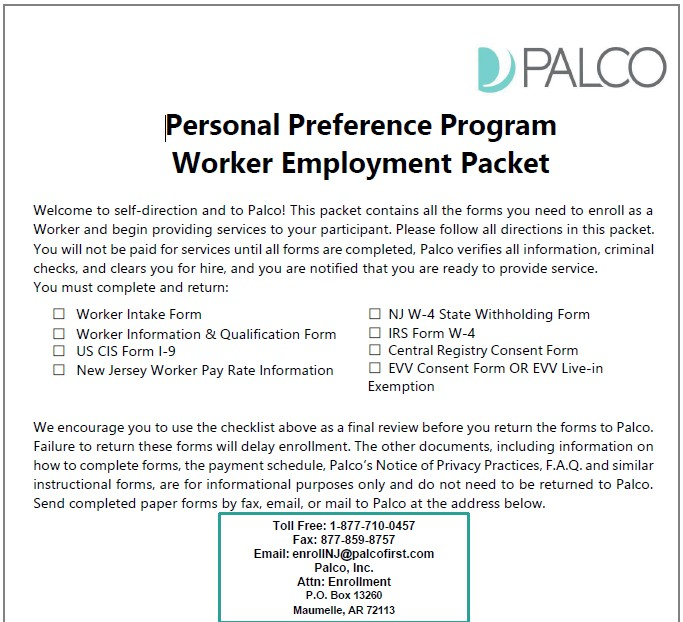 PALCO
Personal Preference Program
Worker Employment Packet
Welcome to self-direction and to Palco! This packet contains all the forms you need to enroll as a
Worker and begin providing services to your participant. Please follow all directions in this packet.
You will not be paid for services until all forms are completed, Palco verifies all information, criminal
checks, and clears you for hire, and you are notified that you are ready to provide service.
You must complete and return:
☐ Worker Intake Form
☐ Worker Information & Qualification Form
☐ US CIS Form I-9
☐ New Jersey Worker Pay Rate Information
☐ NJ W-4 State Withholding Form
☐ IRS Form W-4
☐ Central Registry Consent Form
☐ EVV Consent Form OR EVV Live-in
Exemption
We encourage you to use the checklist above as a final review before you return the forms to Palco.
Failure to return these forms will delay enrollment. The other documents, including information on
how to complete forms, the payment schedule, Palco's Notice of Privacy Practices, F.A.Q. and similar
instructional forms, are for informational purposes only and do not need to be returned to Palco.
Send completed paper forms by fax, email, or mail to Palco at the address below.
Toll Free: 1-877-710-0457
Fax: 877-859-8757
Email: enrollNJ@palcofirst.com
Palco, Inc.
Attn: Enrollment
P.O. Box 13260
Maumelle, AR 72113